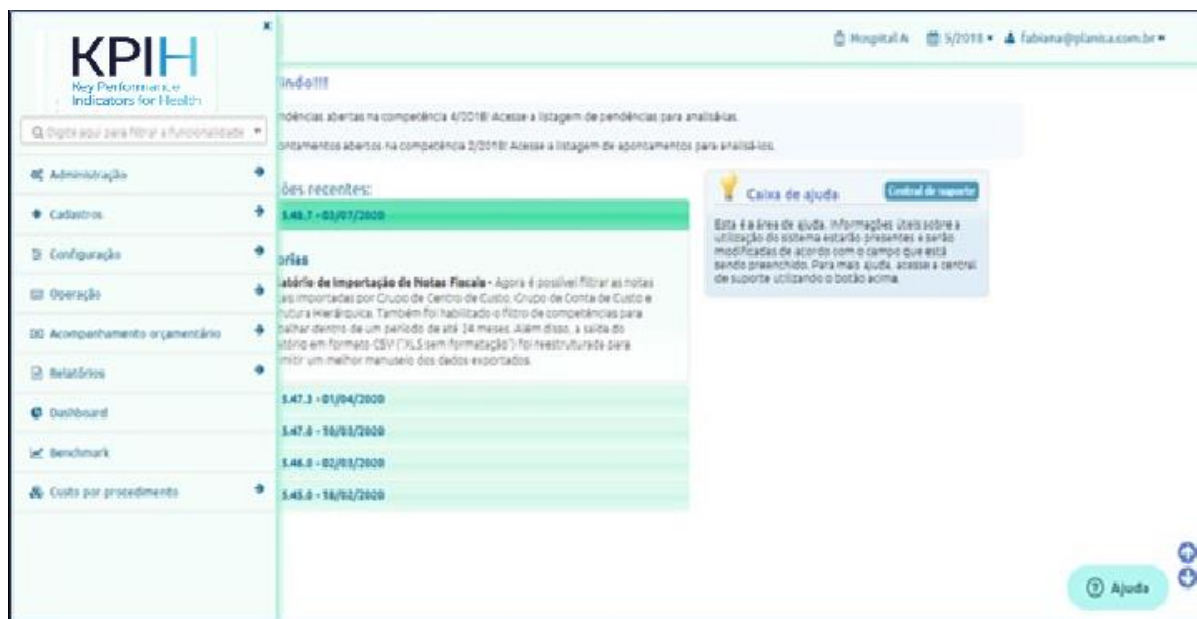 x
KPIH
Key Performance
Indicators for Health
Hospital A 5/2018 fabiana@planisa.com.br
Digite aqui para filtrar a funcionalidade
Administração
Cadastros
Configuração
Operação
Acompanhamento orçamentário
Relatórios
Dashboard
Benchmark
Custo por procedimento
indo!!!
ndências abertas na competência 4/2018! Acesse a listagem de pendências para analisá-las.
ontamentos abertos na competência 2/2018! Acesse a listagem de apontamentos para analisá-los.
ões recentes:
3.48.7 - 03/07/2020
orias
atório de Importação de Notas Fiscais - Agora é possível filtrar as notas
ais importadas por Grupo de Centro de Custo, Grupo de Conta de Custo e
rutura Hierárquica. Também foi habilitado o filtro de competências para
balhar dentro de um período de até 24 meses. Além disso, a saída do
atório em formato CSV ("XLS sem formatação") foi reestruturada para
mitir um melhor manuseio dos dados exportados.
3.47.3 - 01/04/2020
3.47.0 - 10/03/2020
3.46.0 - 02/03/2020
3.45.0 - 18/02/2020
Caixa de ajuda Central de suporte
Esta é a área de ajuda. Informações úteis sobre a
utilização do sistema estarão presentes e serão
modificadas de acordo com o campo que está
sendo preenchido. Para mais ajuda, acesse a central
de suporte utilizando o botão acima.
Ajuda